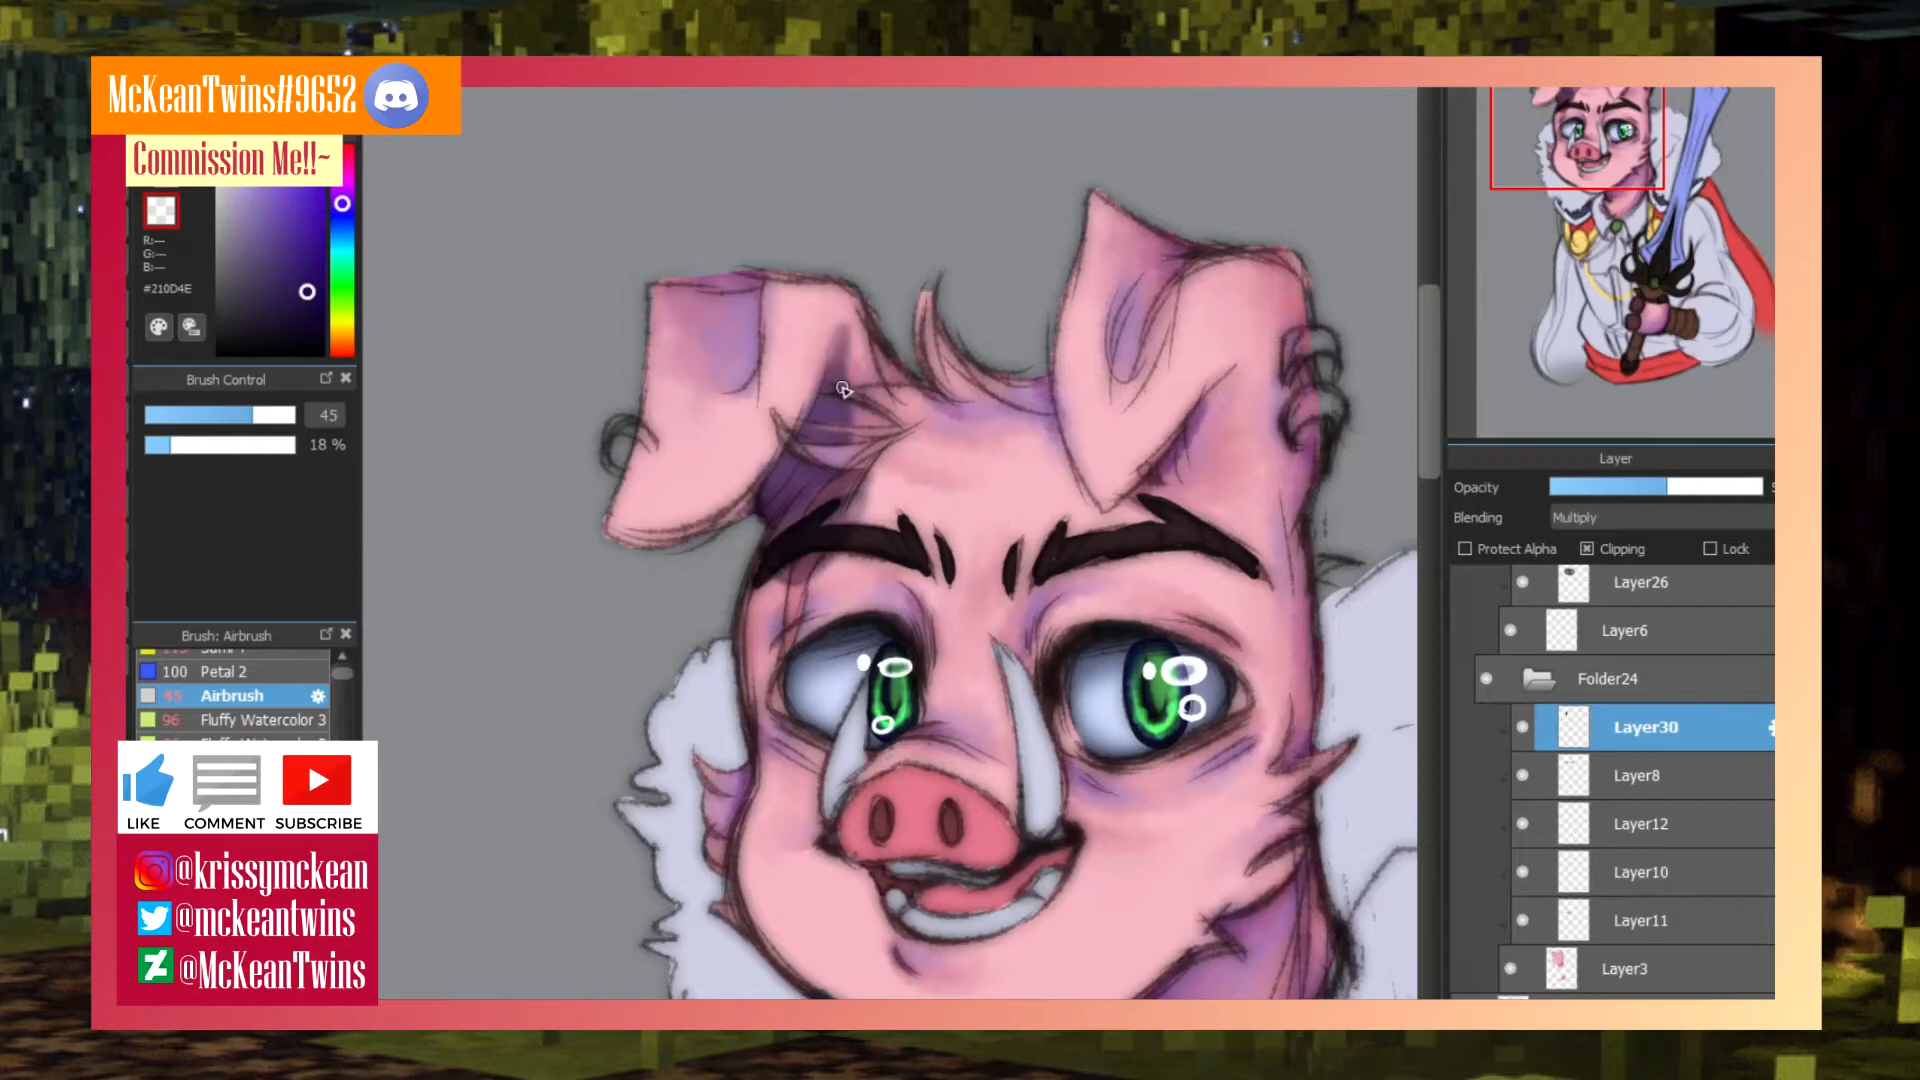 McKeanTwins#9652
Commission Me!!~
R:---
G:---
B:---
#210D4E
Brush Control
45
18 %
Brush: Airbrush
100 Petal 2
45 Airbrush
96 Fluffy Watercolor 3
LIKE COMMENT SUBSCRIBE
@krissymckean
@mckeantwins
@McKeanTwins
Layer
Opacity
Blending Multiply
Protect Alpha Clipping Lock
Layer26
Layer6
Folder24
Layer30
Layer8
Layer12
Layer10
Layer11
Layer3